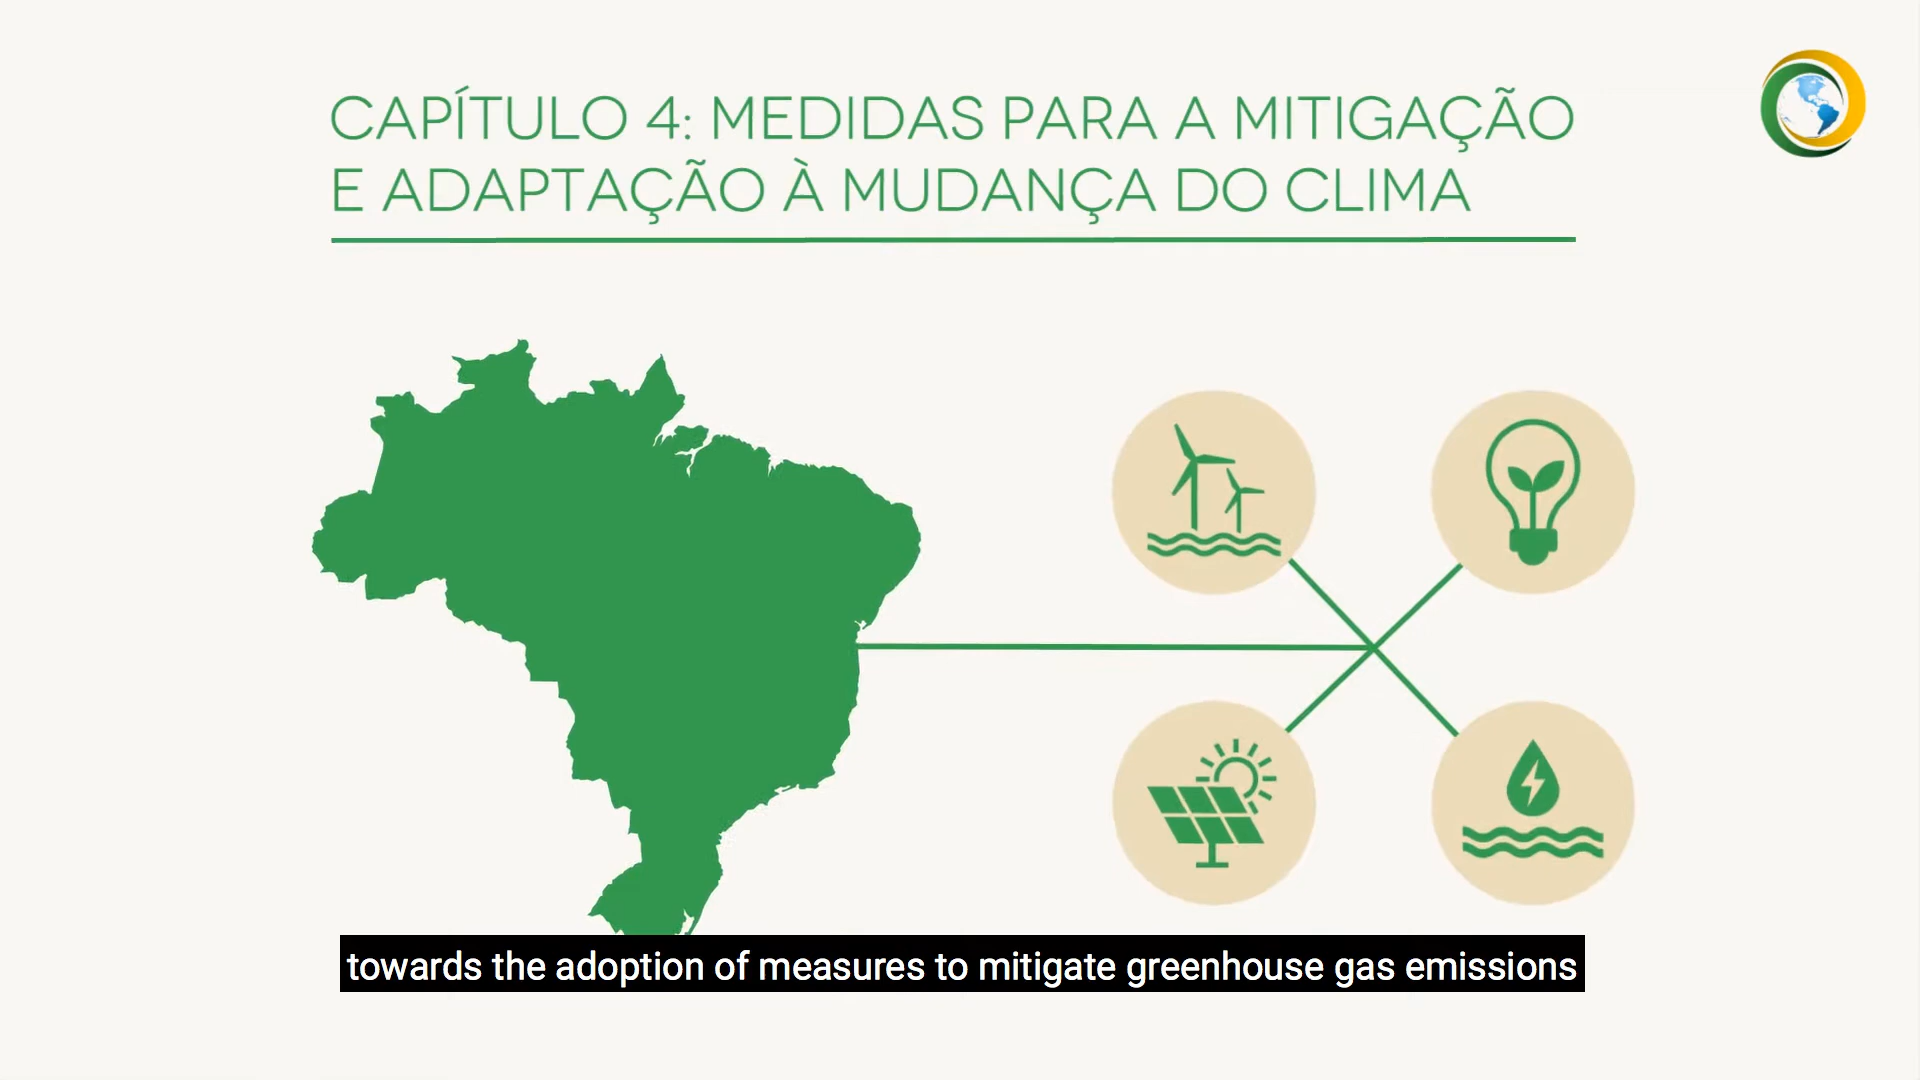 CAPÍTULO 4: MEDIDAS PARA A MITIGAÇÃO
E ADAPTAÇÃO À MUDANÇA DO CLIMA
towards the adoption of measures to mitigate greenhouse gas emissions